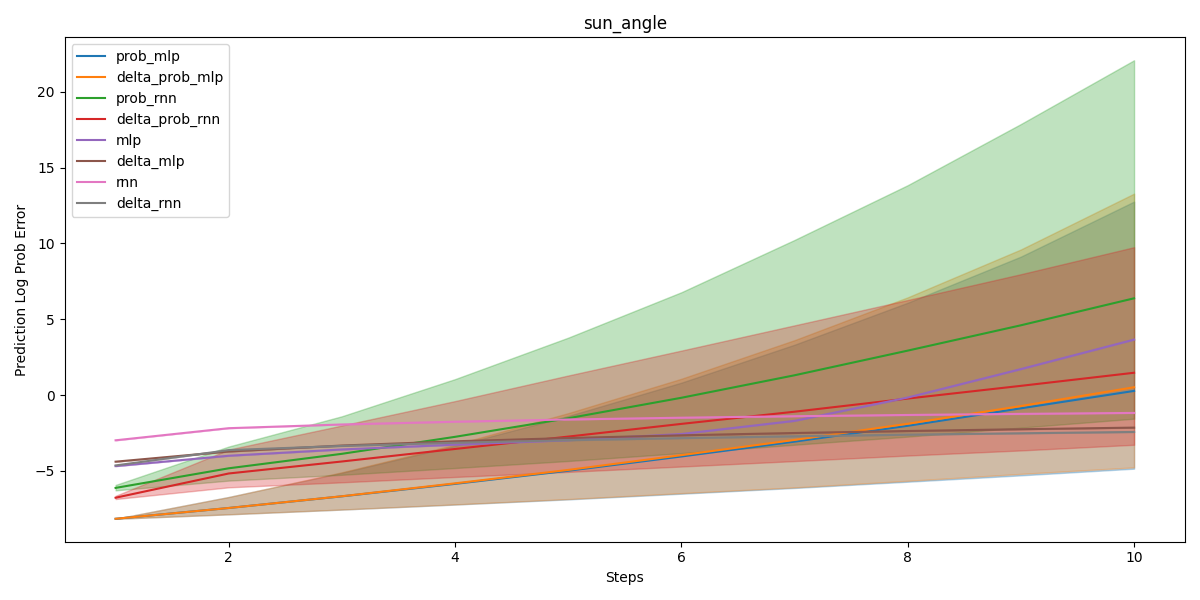 sun_angle
prob_mlp
delta_prob_mlp
prob_rnn
delta_prob_rnn
mlp
delta_mlp
rnn
delta_rnn
Prediction Log Prob Error
20
15
10
5
0
−5
2
4
6
8
10
Steps